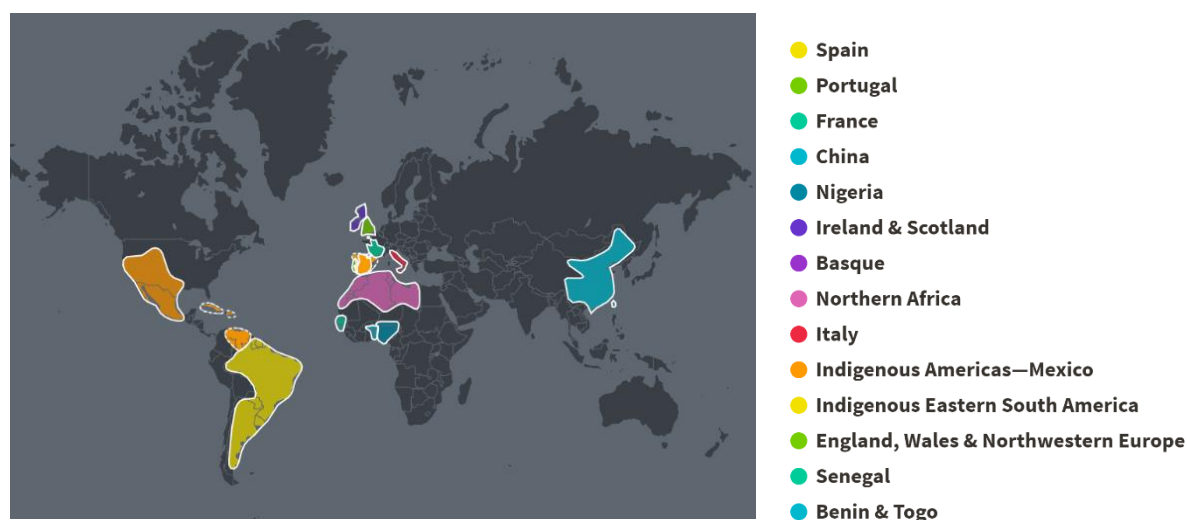 Spain
Portugal
France
China
Nigeria
Ireland & Scotland
Basque
Northern Africa
Italy
Indigenous Americas—Mexico
Indigenous Eastern South America
England, Wales & Northwestern Europe
Senegal
Benin & Togo